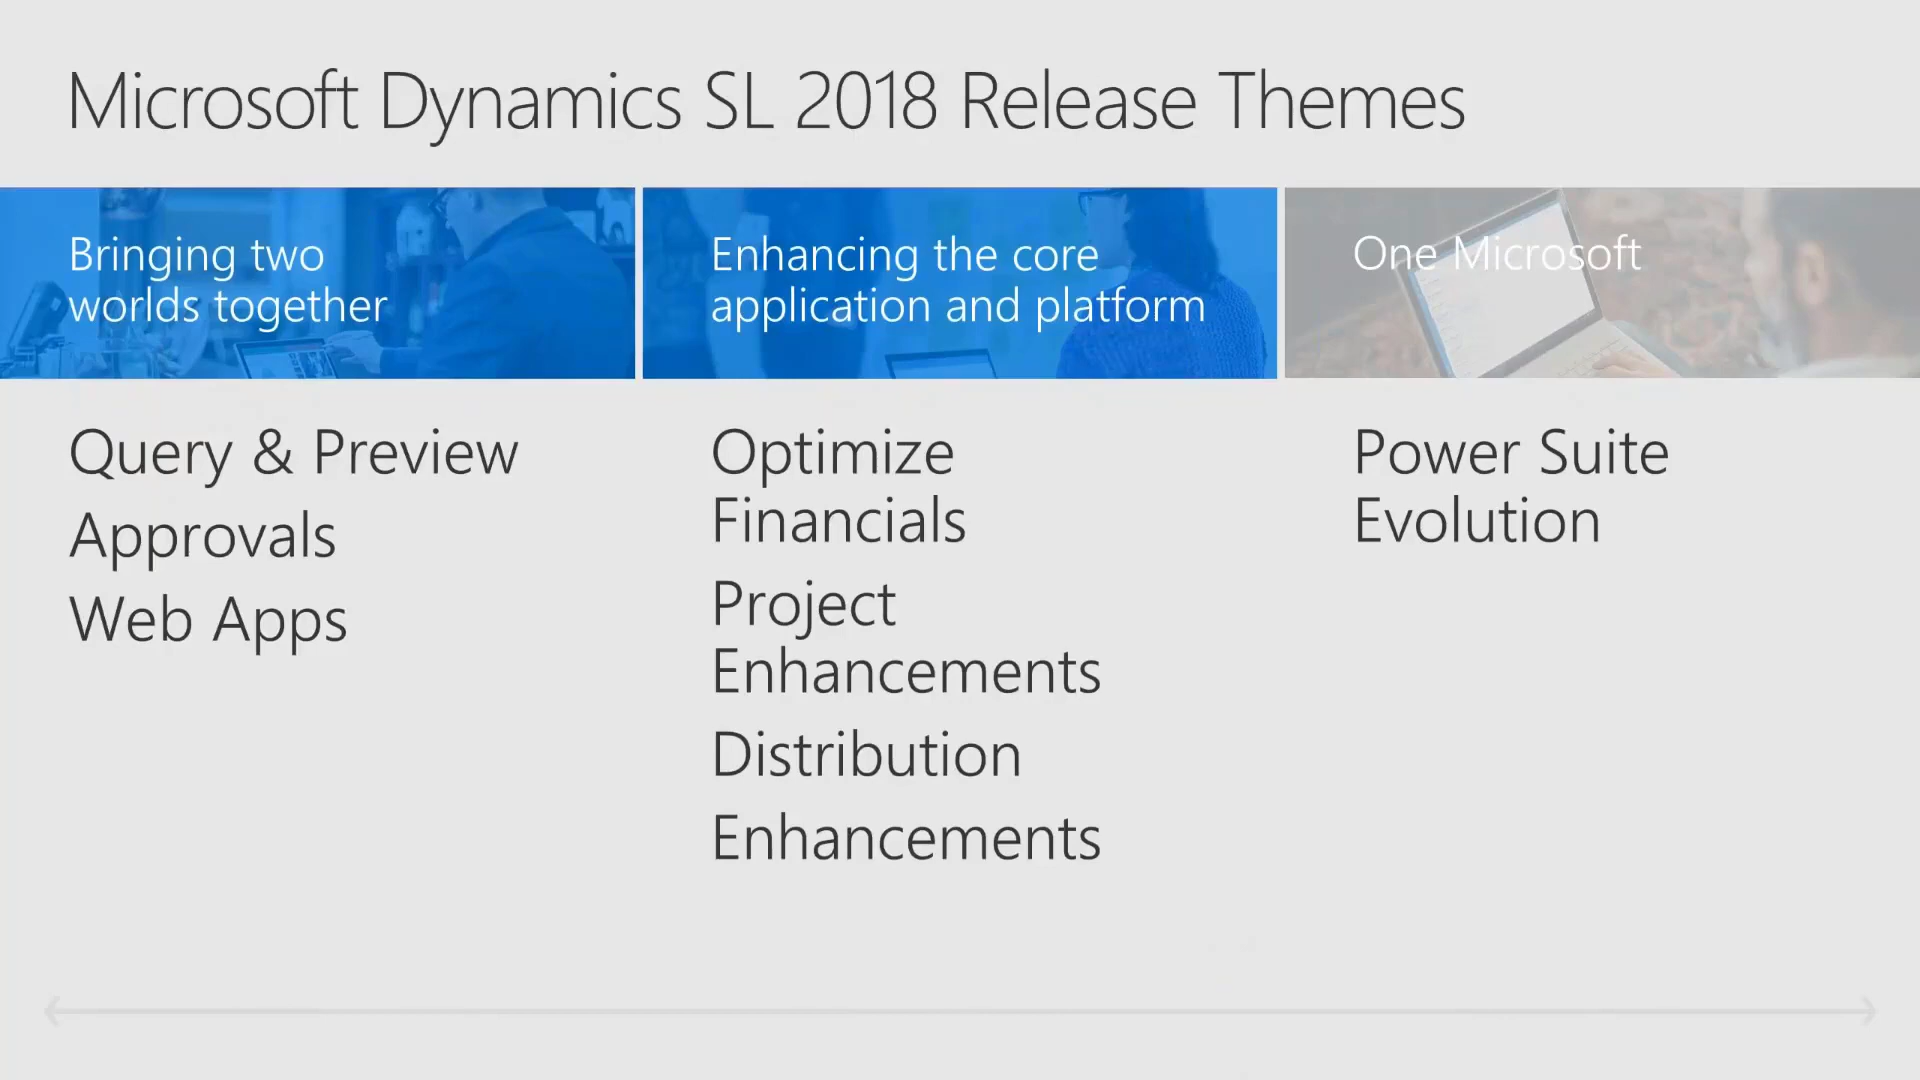 Microsoft Dynamics SL 2018 Release Themes
Bringing two
worlds together
Query & Preview
Approvals
Web Apps
Enhancing the core
application and platform
Optimize
Financials
Project
Enhancements
Distribution
Enhancements
One Microsoft
Power Suite
Evolution